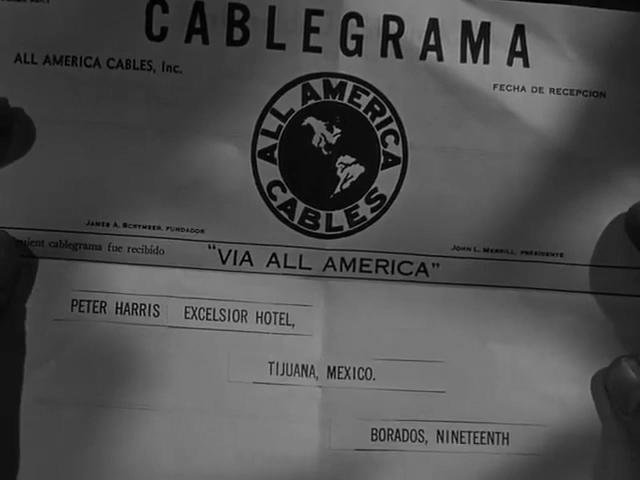 CABLEGRAMA
ALL AMERICA CABLES, Inc.
FECHA DE RECEPCION
ALL AMERICA CABLES
JAMES A. SCRYMSER, FUNDADOR
JOHN L. MERRILL, PRESIDENTE
cablegrama fue recibido
"VIA ALL AMERICA"
PETER HARRIS EXCELSIOR HOTEL,
TIJUANA, MEXICO.
BORADOS, NINETEENTH